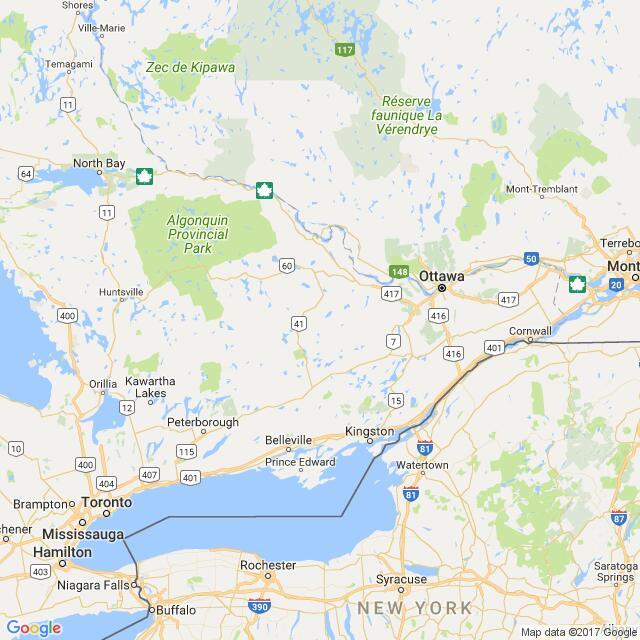 Shores
Ville-Marie
117
Zec de Kipawa
Temagami
11
Réserve
faunique La
Vérendrye
North Bay
64
Mont-Tremblant
11
Algonquin
Provincial
Park
Terrebo
50
60
148
Ottawa
Mont
20
Huntsville
417
417
400
416
41
Cornwall
7
401
416
Orillia
Kawartha
Lakes
12
15
Peterborough
Kingston
Belleville
10
115
81
400
407
401
Prince Edward
Watertown
81
Brampton
Toronto
87
chener
Mississauga
Hamilton
Rochester
Saratoga
Springs
403
Niagara Falls
Syracuse
Buffalo
390
NEW YORK
Google
Map data ©2017 Google